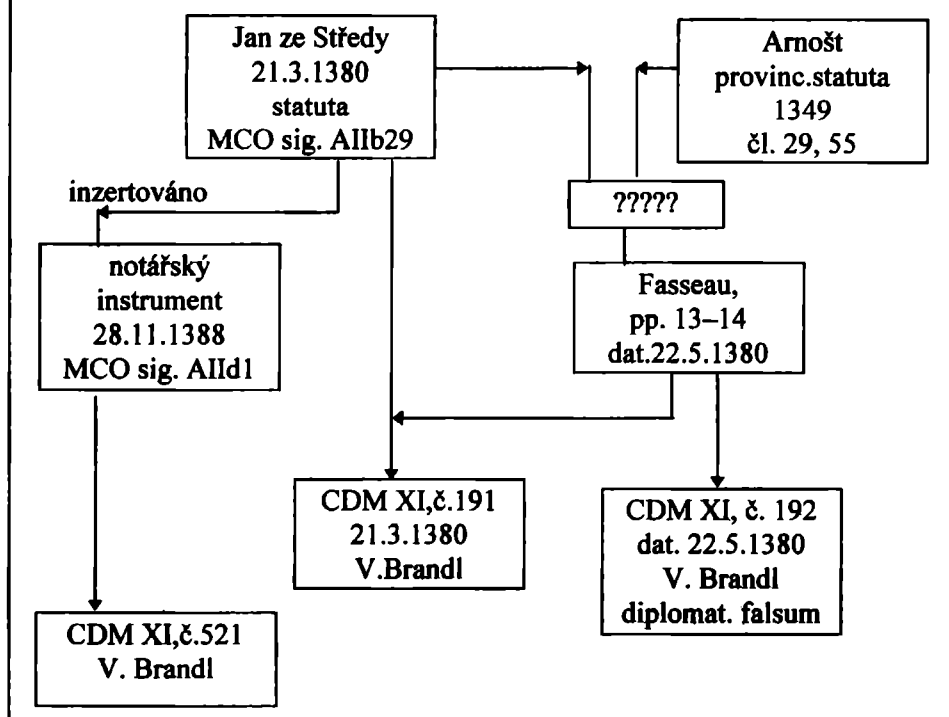 Jan ze Středy
21.3.1380
statuta
MCO sig. AIIb29
Arnošt
provinc.statuta
1349
čl. 29, 55
inzertováno
?????
notářský
instrument
28.11.1388
MCO sig. AIId1
Fasseau,
pp. 13–14
dat.22.5.1380
CDM XI,č.191
21.3.1380
V.Brandl
CDM XI, č. 192
dat. 22.5.1380
V. Brandl
diplomat. falsum
CDM XI,č.521
V. Brandl